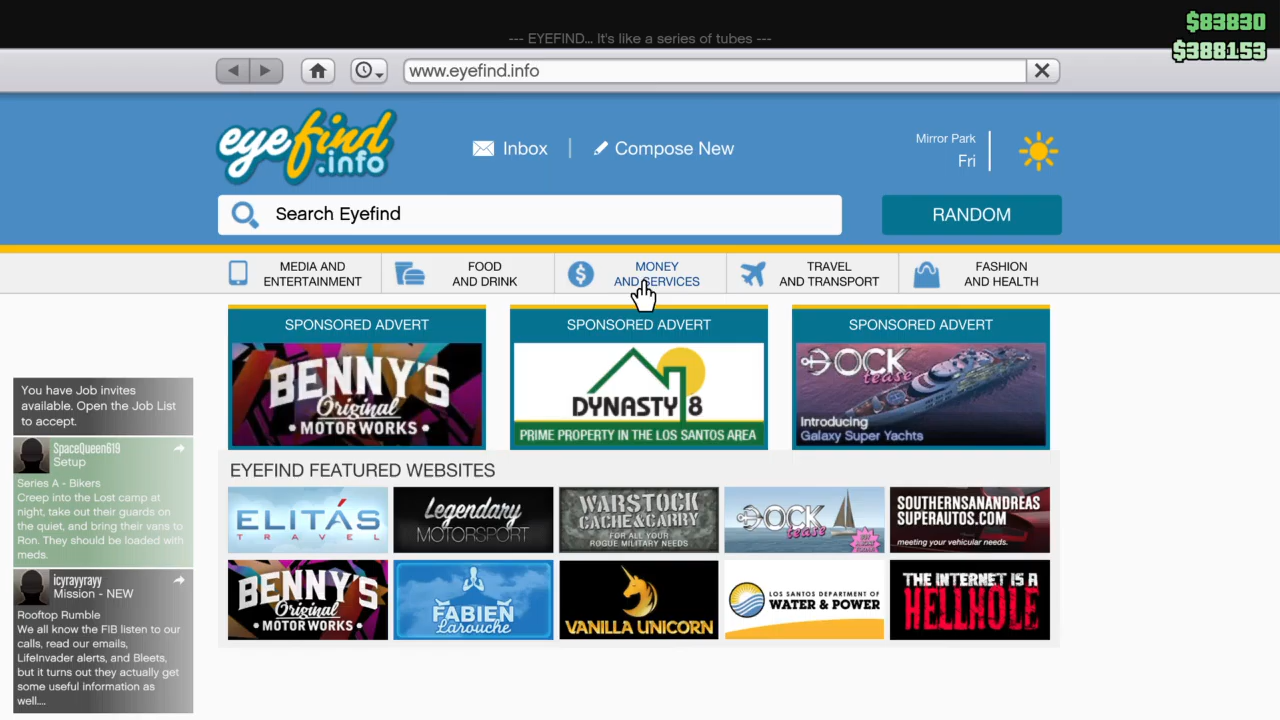 $83830
$388153
--- EYEFIND... It's like a series of tubes ---
www.eyefind.info
eyefind
.info
Inbox
Compose New
Mirror Park
Fri
Search Eyefind
RANDOM
MEDIA AND
ENTERTAINMENT
FOOD
AND DRINK
MONEY
AND SERVICES
TRAVEL
AND TRANSPORT
FASHION
AND HEALTH
SPONSORED ADVERT
BENNY'S
Original
• MOTOR WORKS •
SPONSORED ADVERT
DYNASTY 8
PRIME PROPERTY IN THE LOS SANTOS AREA
SPONSORED ADVERT
DOCK
tease
Introducing
Galaxy Super Yachts
You have Job invites
available. Open the Job List
to accept.
SpaceQueen619
Setup
Series A - Bikers
Creep into the Lost camp at
night, take out their guards on
the quiet, and bring their vans to
Ron. They should be loaded with
meds.
icyrayyrayy
Mission - NEW
Rooftop Rumble
We all know the FIB listen to our
calls, read our emails,
LifeInvader alerts, and Bleets,
but it turns out they actually get
some useful information as
well....
EYEFIND FEATURED WEBSITES
ELITÁS
TRAVEL
Legendary
MOTORSPORT
WARSTOCK
CACHE & CARRY
FOR ALL YOUR
ROGUE MILITARY NEEDS
DOCK
tease
SOUTHERNSANANDREAS
SUPERAUTOS.COM
meeting your vehicular needs.
BENNY'S
Original
• MOTOR WORKS •
FABIEN
Larouche
VANILLA UNICORN
LOS SANTOS DEPARTMENT OF
WATER & POWER
THE INTERNET IS A
HELLHOLE